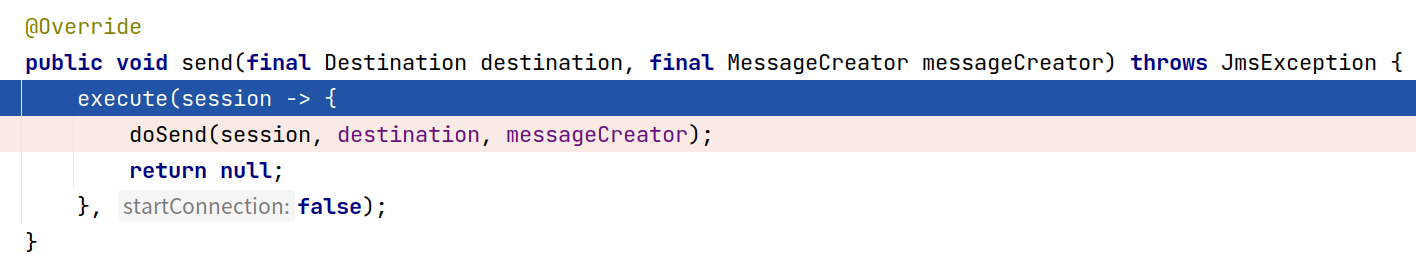 @Override
public void send(final Destination destination, final MessageCreator messageCreator) throws JmsException {
execute(session -> {
doSend(session, destination, messageCreator);
return null;
}, startConnection: false);
}